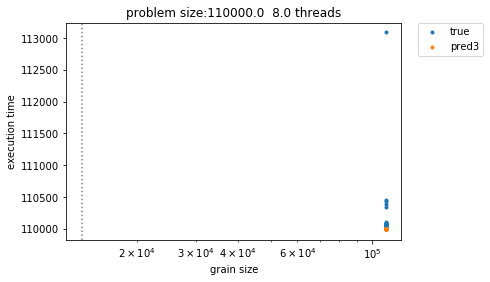 problem size:110000.0  8.0 threads
113000
112500
112000
111500
111000
110500
110000
execution time
2 × 10⁴
3 × 10⁴
4 × 10⁴
6 × 10⁴
10⁵
grain size
true
pred3